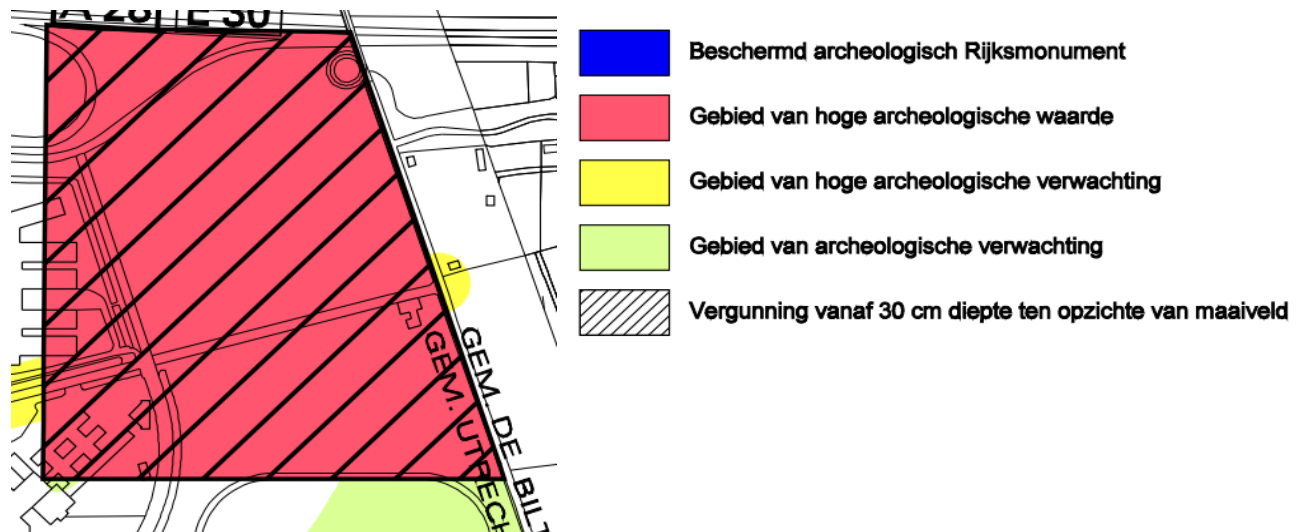 A 28 E 30
GEM. DE BILT
GEM. UTRECH
Beschermd archeologisch Rijksmonument
Gebied van hoge archeologische waarde
Gebied van hoge archeologische verwachting
Gebied van archeologische verwachting
Vergunning vanaf 30 cm diepte ten opzichte van maaiveld